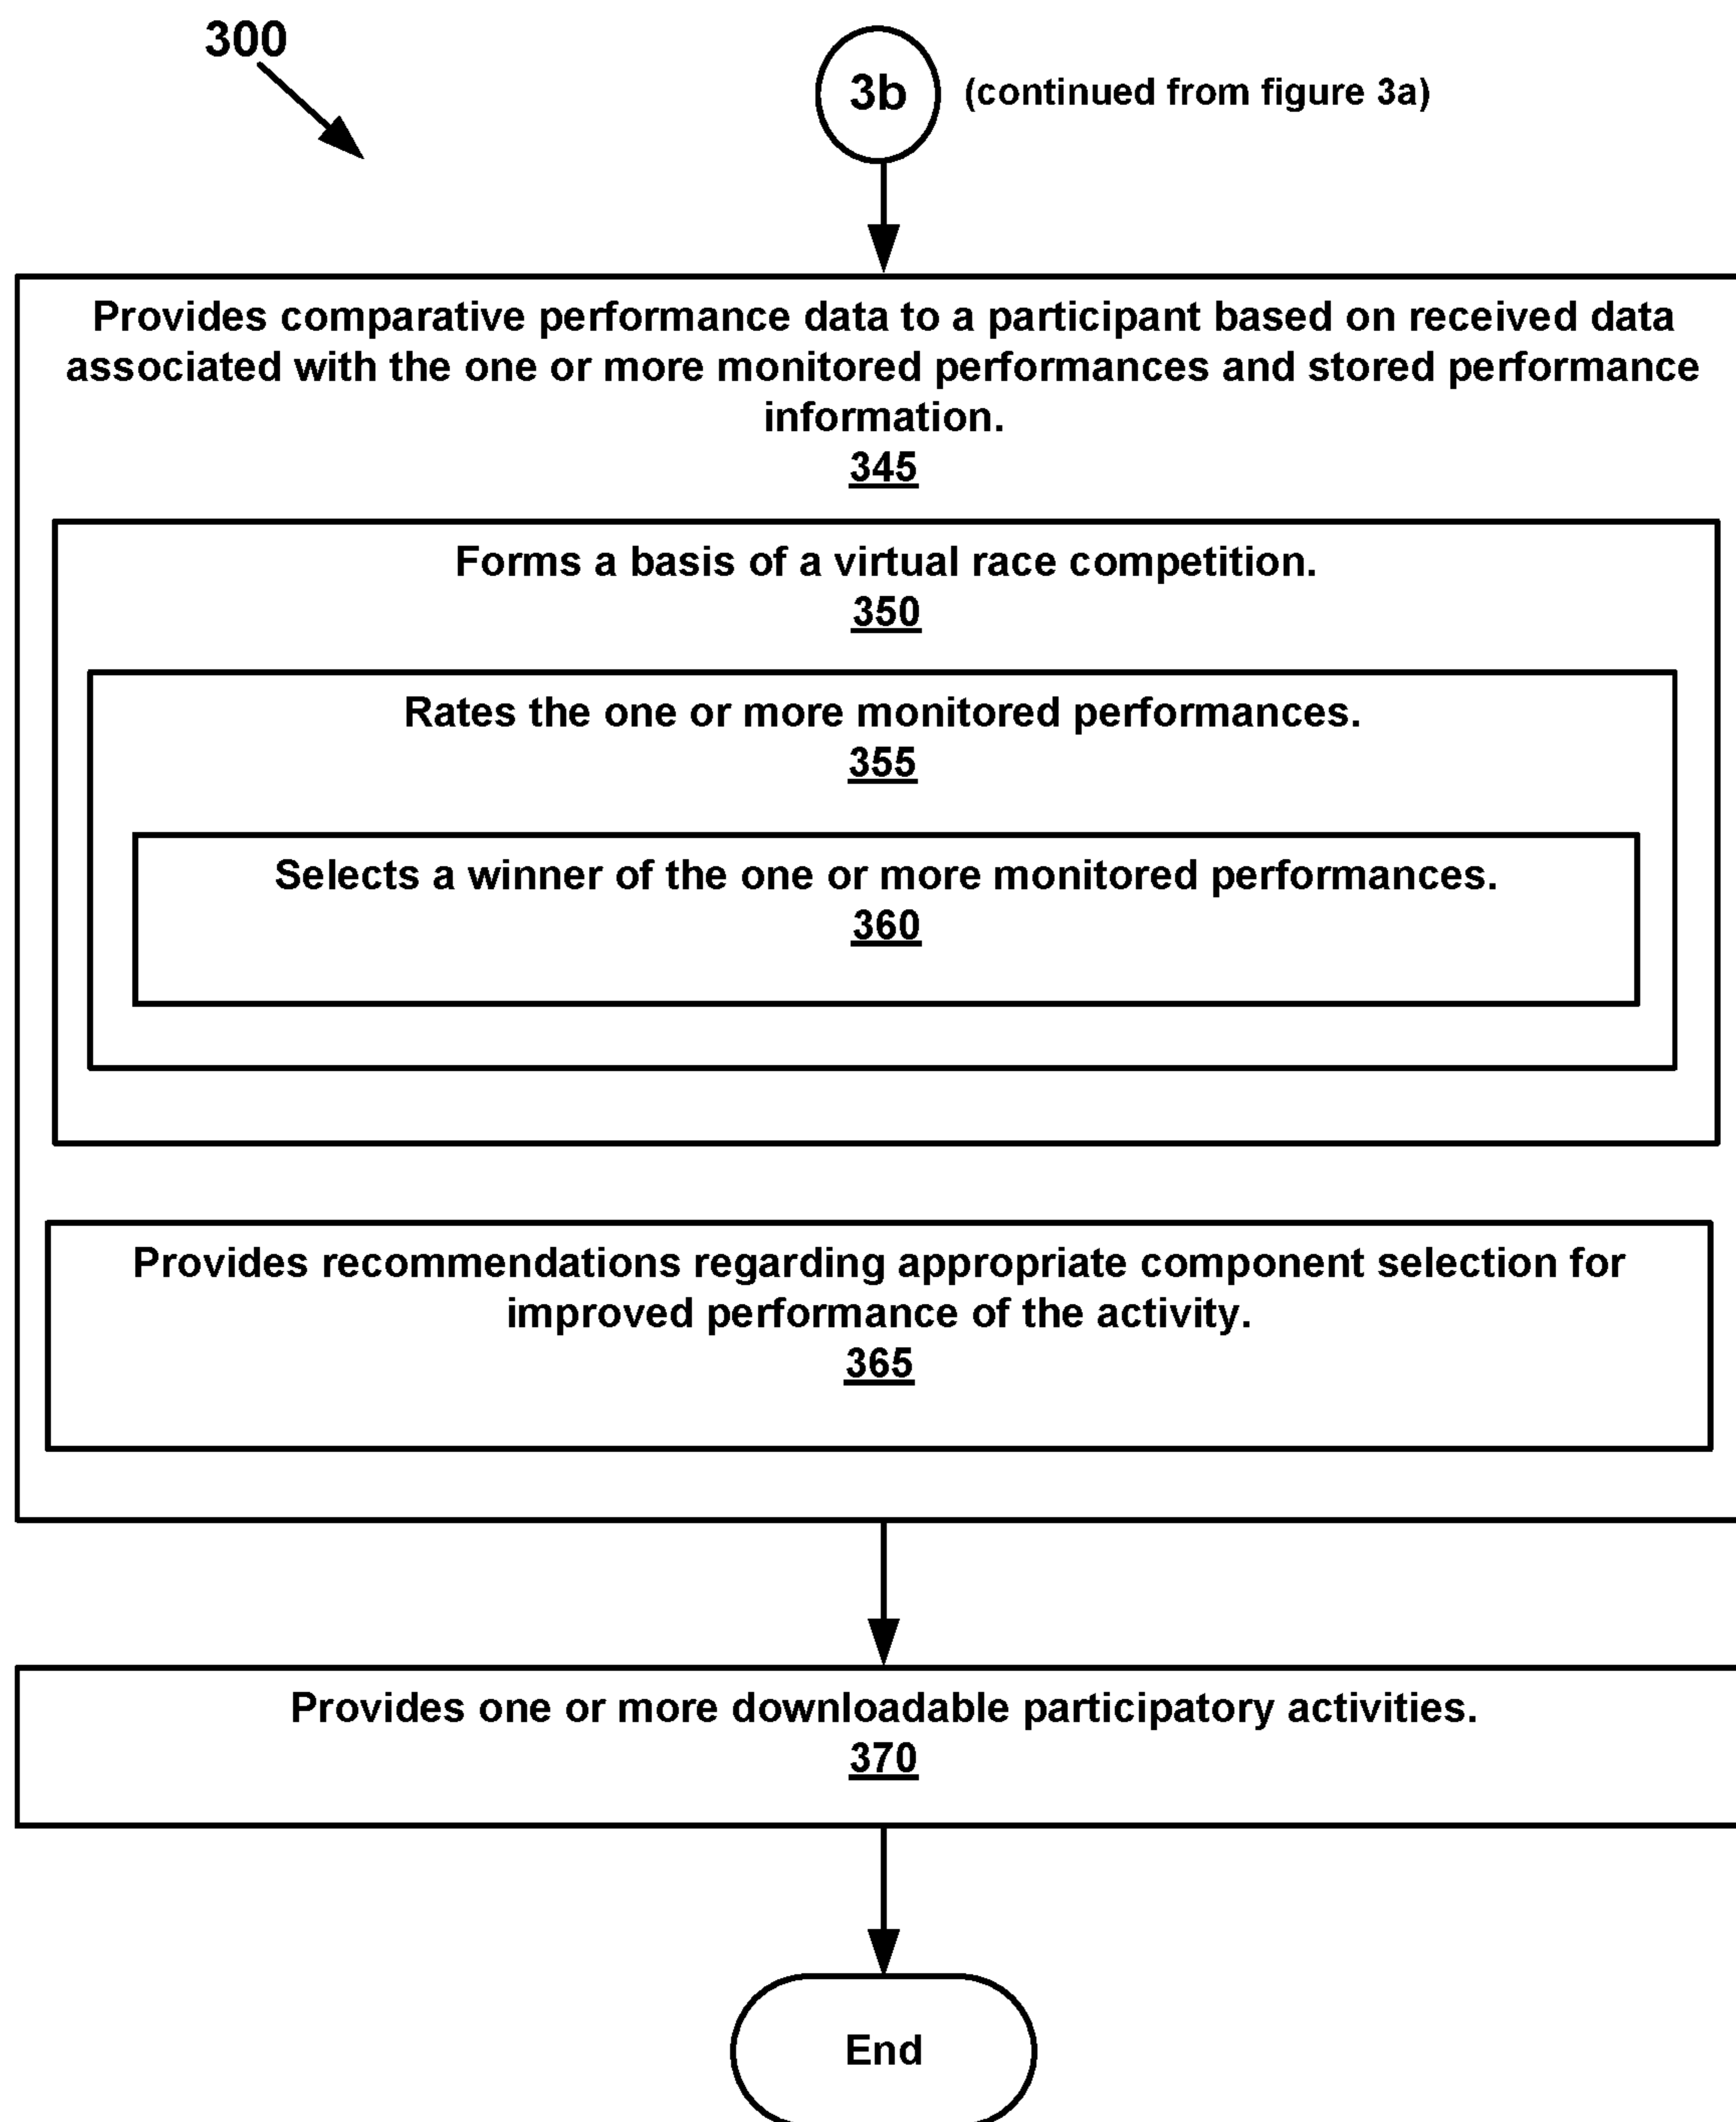 300
3b (continued from figure 3a)
Provides comparative performance data to a participant based on received data
associated with the one or more monitored performances and stored performance
information.
345
Forms a basis of a virtual race competition.
350
Rates the one or more monitored performances.
355
Selects a winner of the one or more monitored performances.
360
Provides recommendations regarding appropriate component selection for
improved performance of the activity.
365
Provides one or more downloadable participatory activities.
370
End